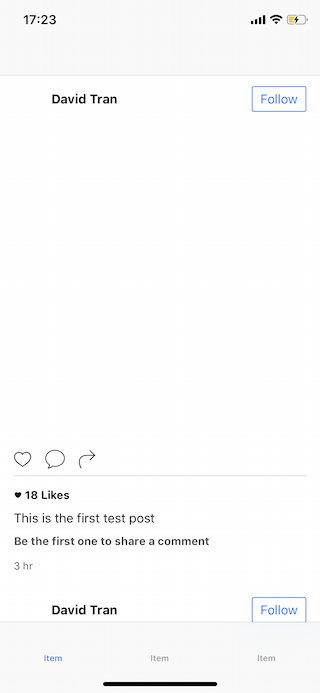 17:23
David Tran
Follow
18 Likes
This is the first test post
Be the first one to share a comment
3 hr
David Tran
Follow
Item
Item
Item